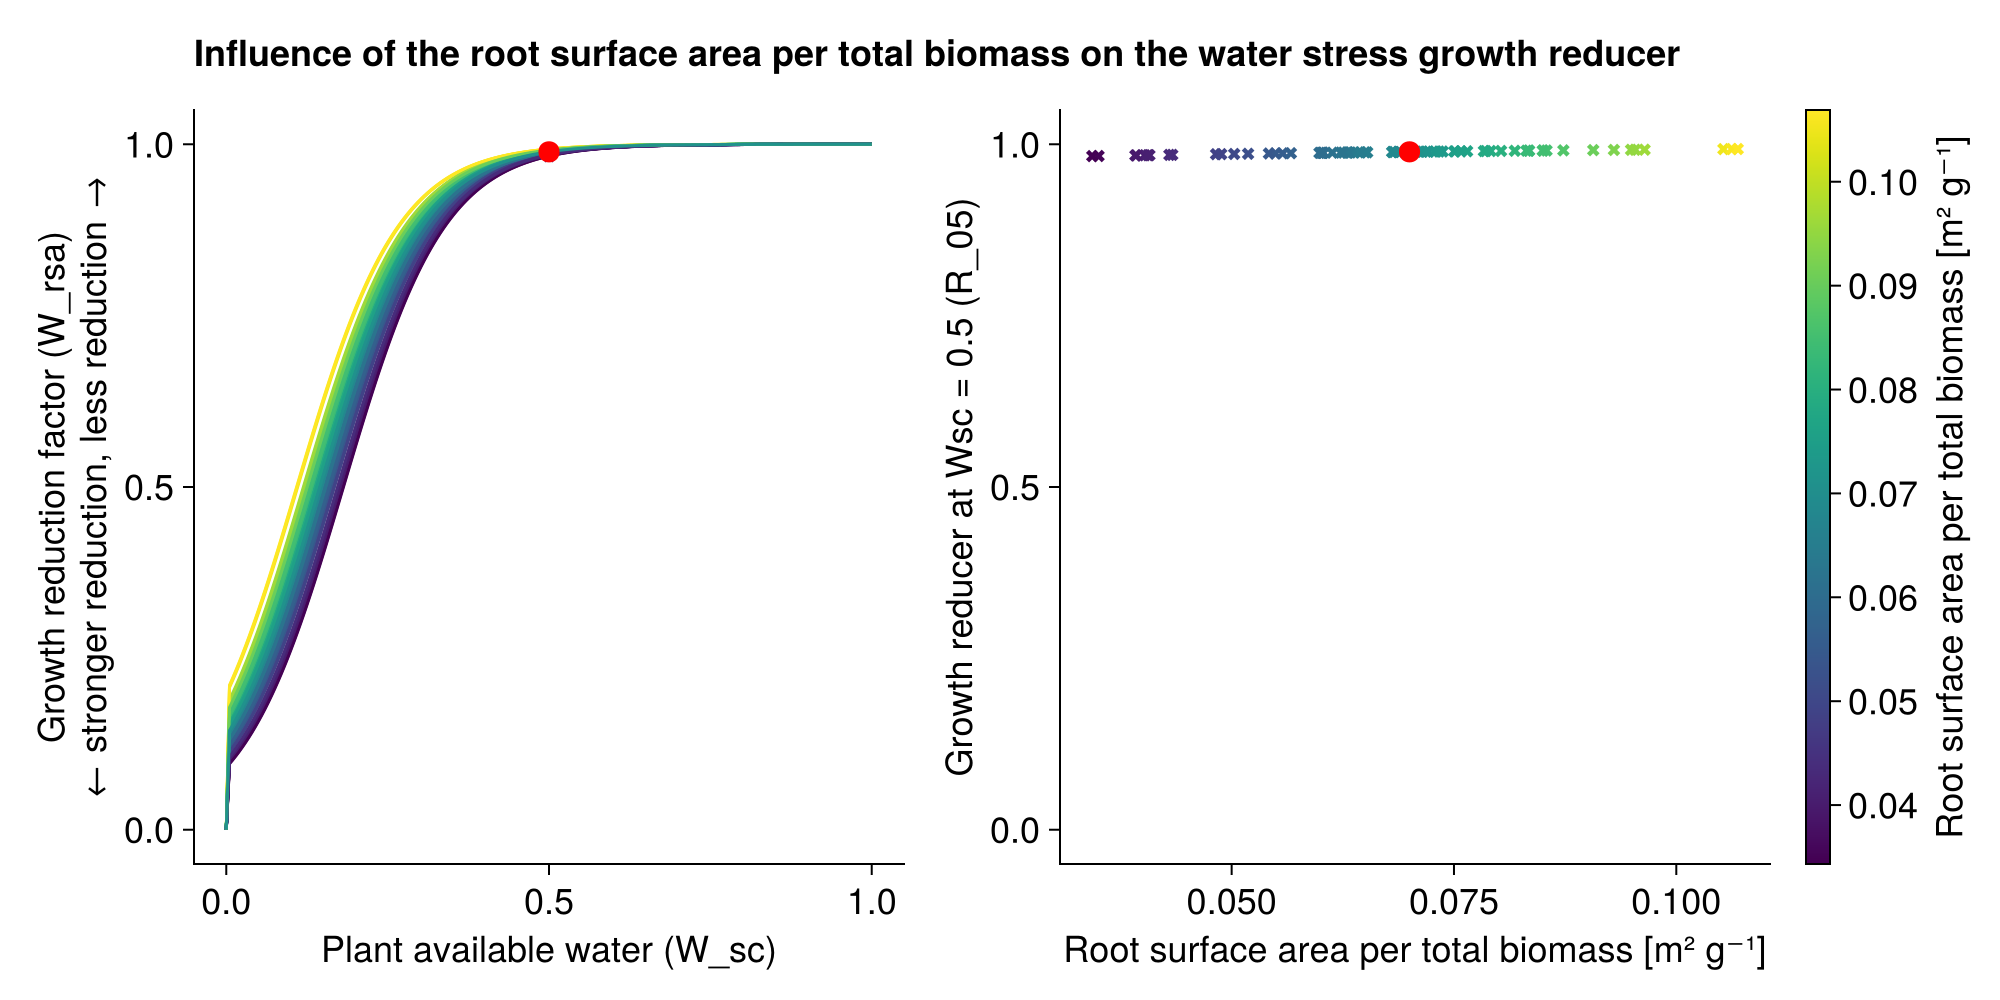 Influence of the root surface area per total biomass on the water stress growth reducer
Growth reduction factor (W_rsa)
← stronger reduction, less reduction →
1.0
0.5
0.0
0.0
0.5
1.0
Plant available water (W_sc)
Growth reducer at Wsc = 0.5 (R_05)
1.0
0.5
0.0
0.050
0.075
0.100
Root surface area per total biomass [m² g⁻¹]
0.10
0.09
0.08
0.07
0.06
0.05
0.04
Root surface area per total biomass [m² g⁻¹]